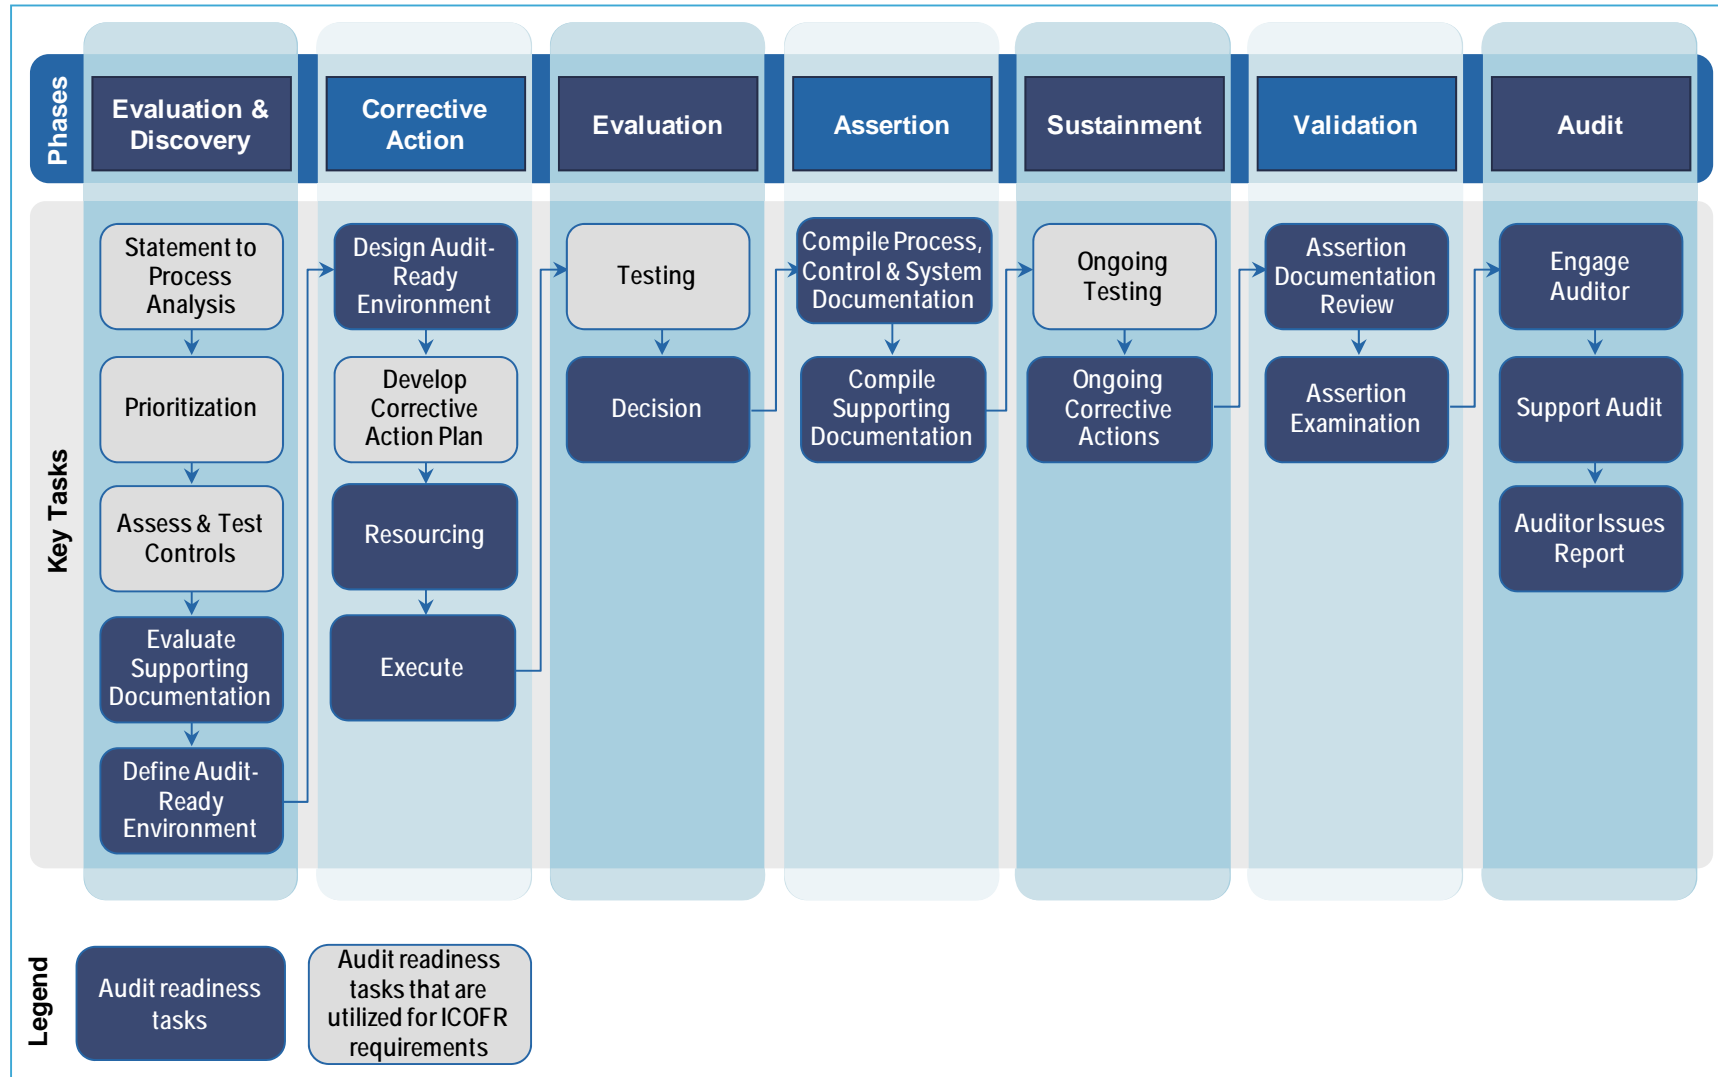 Phases
Evaluation &
Discovery
Corrective
Action
Evaluation
Assertion
Sustainment
Validation
Audit
Key Tasks
Statement to
Process
Analysis
Prioritization
Assess & Test
Controls
Evaluate
Supporting
Documentation
Define Audit-
Ready
Environment
Design Audit-
Ready
Environment
Develop
Corrective
Action Plan
Resourcing
Execute
Testing
Decision
Compile Process,
Control & System
Documentation
Compile
Supporting
Documentation
Ongoing
Testing
Ongoing
Corrective
Actions
Assertion
Documentation
Review
Assertion
Examination
Engage
Auditor
Support Audit
Auditor Issues
Report
Legend
Audit readiness
tasks
Audit readiness
tasks that are
utilized for ICOFR
requirements